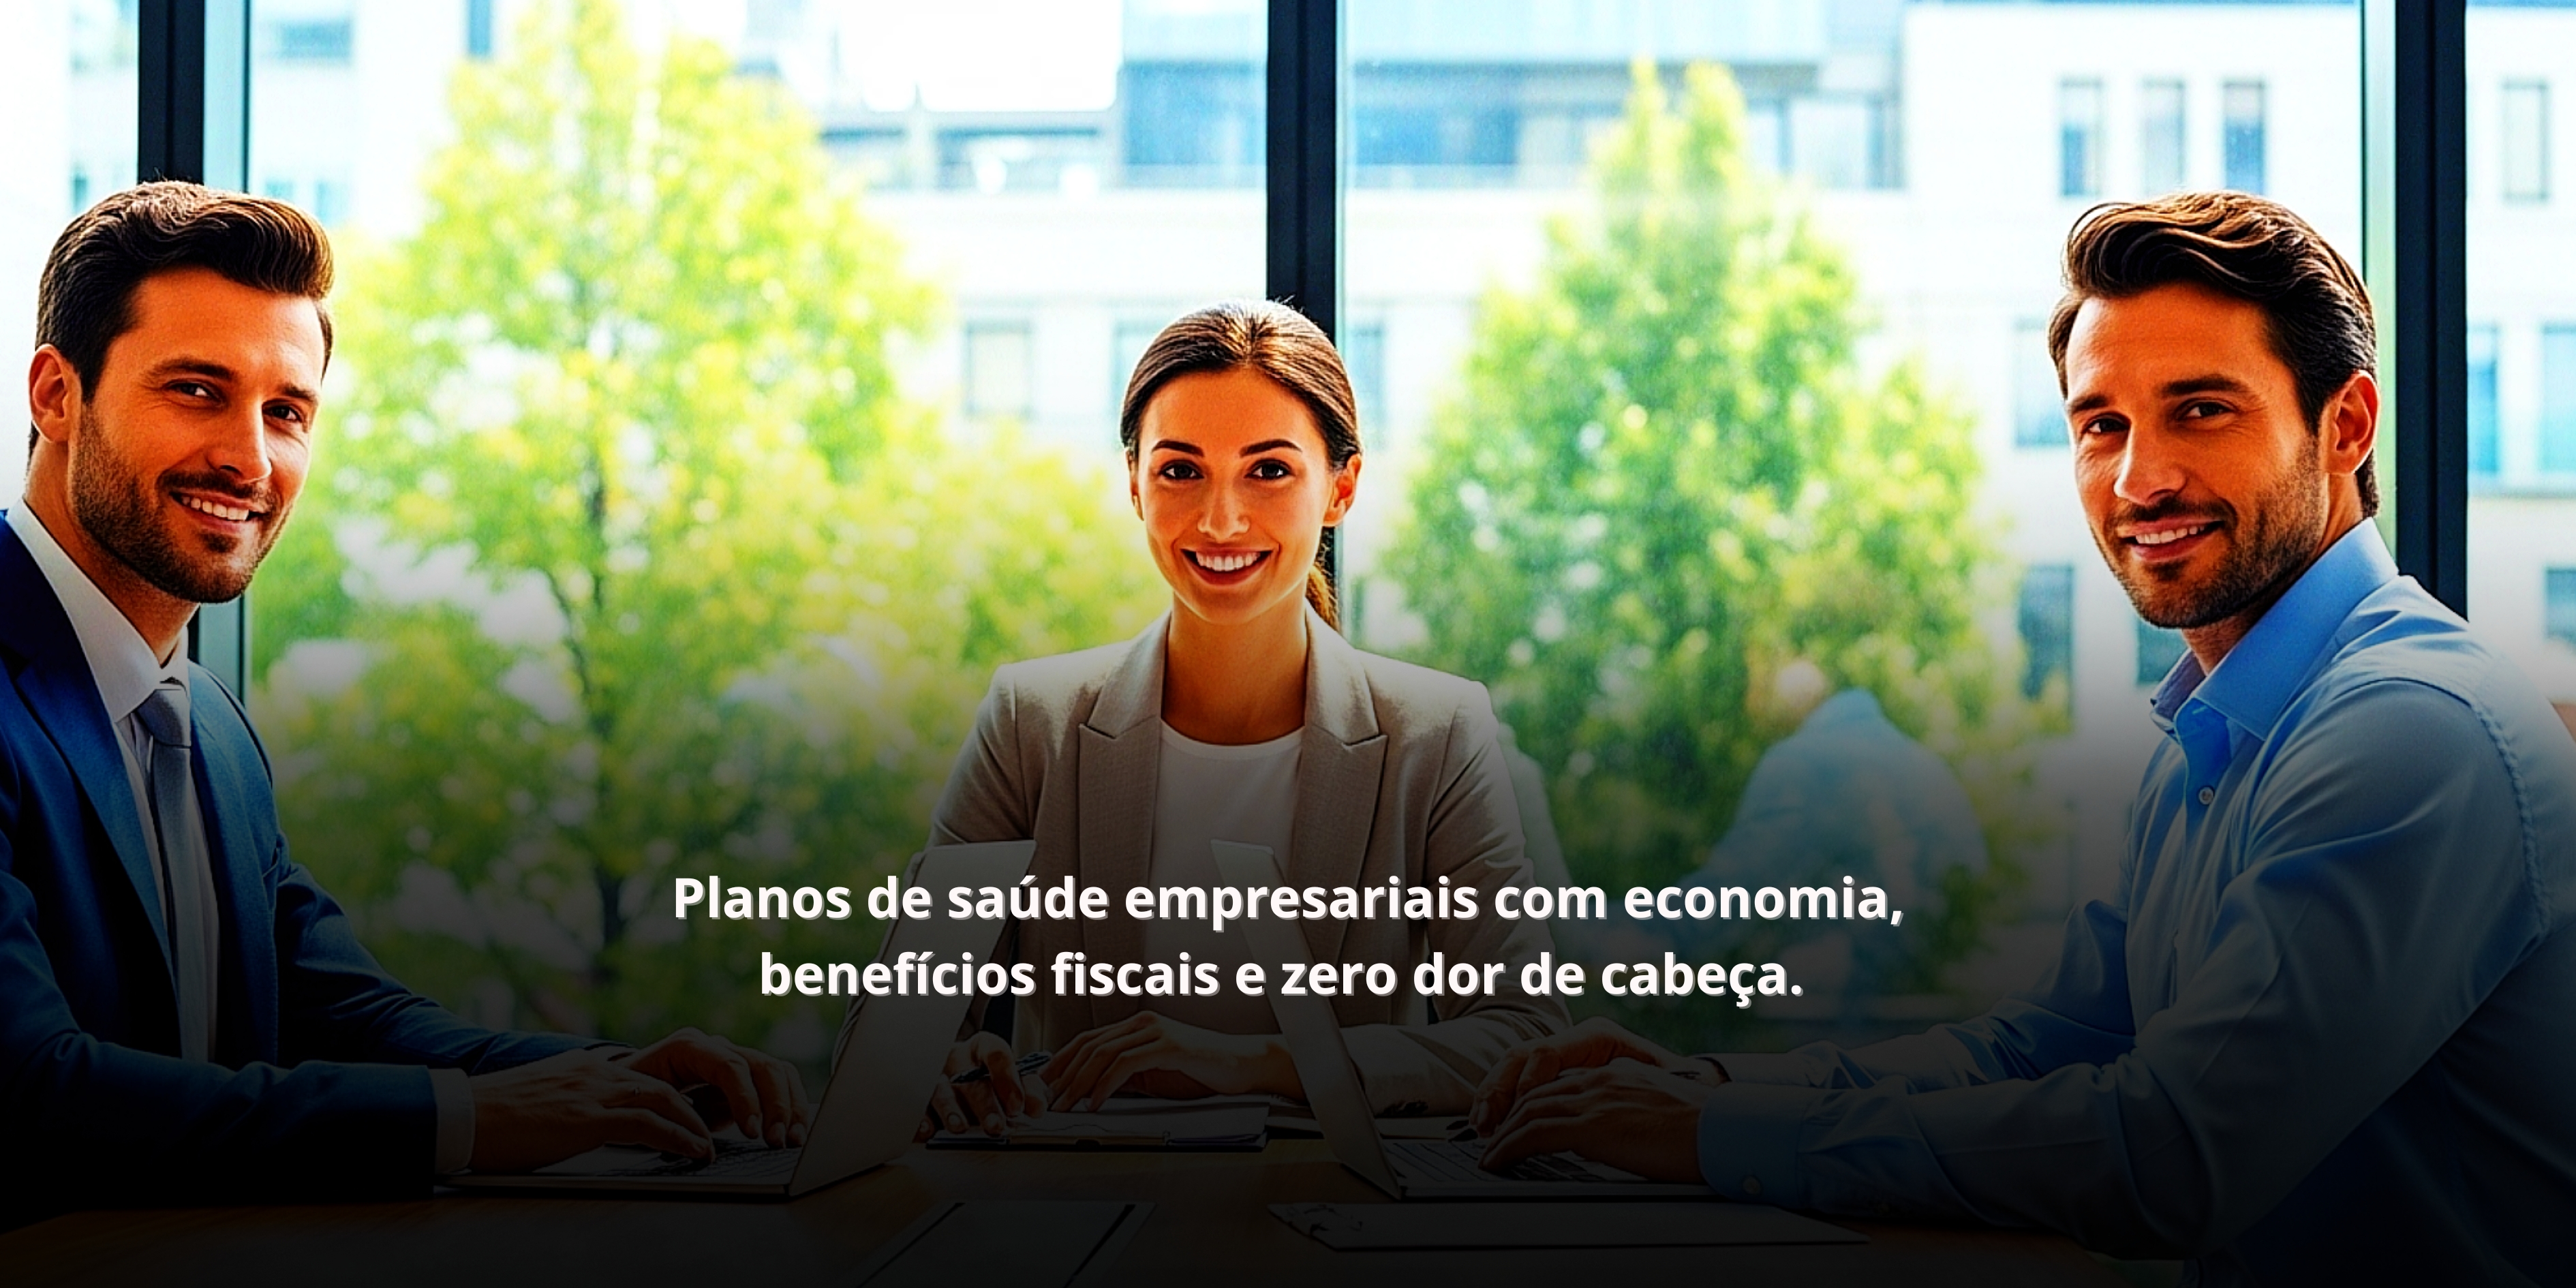 Planos de saúde empresariais com economia,
benefícios fiscais e zero dor de cabeça.